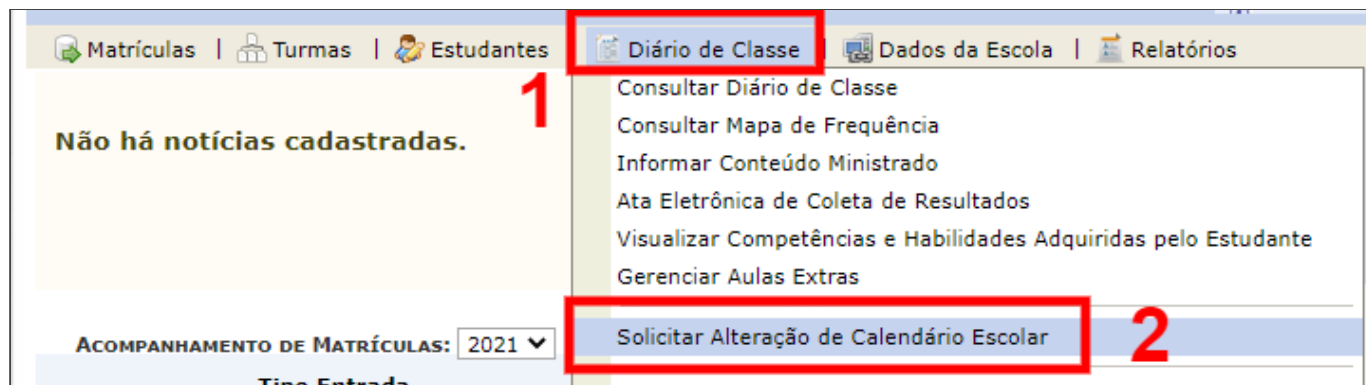 Matrículas | Turmas | Estudantes Diário de Classe | Dados da Escola | Relatórios
1
Não há notícias cadastradas.
Consultar Diário de Classe
Consultar Mapa de Frequência
Informar Conteúdo Ministrado
Ata Eletrônica de Coleta de Resultados
Visualizar Competências e Habilidades Adquiridas pelo Estudante
Gerenciar Aulas Extras
Solicitar Alteração de Calendário Escolar
2
ACOMPANHAMENTO DE MATRÍCULAS: 2021
Tipo Entrada